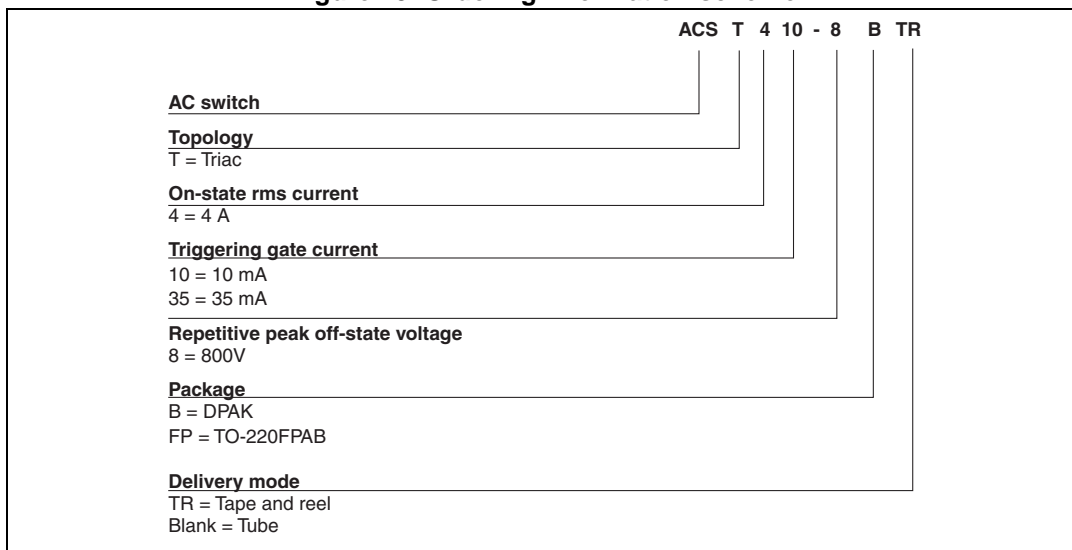 ACS T 4 10 - 8 B TR
AC switch
Topology
T = Triac
On-state rms current
4 = 4 A
Triggering gate current
10 = 10 mA
35 = 35 mA
Repetitive peak off-state voltage
8 = 800V
Package
B = DPAK
FP = TO-220FPAB
Delivery mode
TR = Tape and reel
Blank = Tube